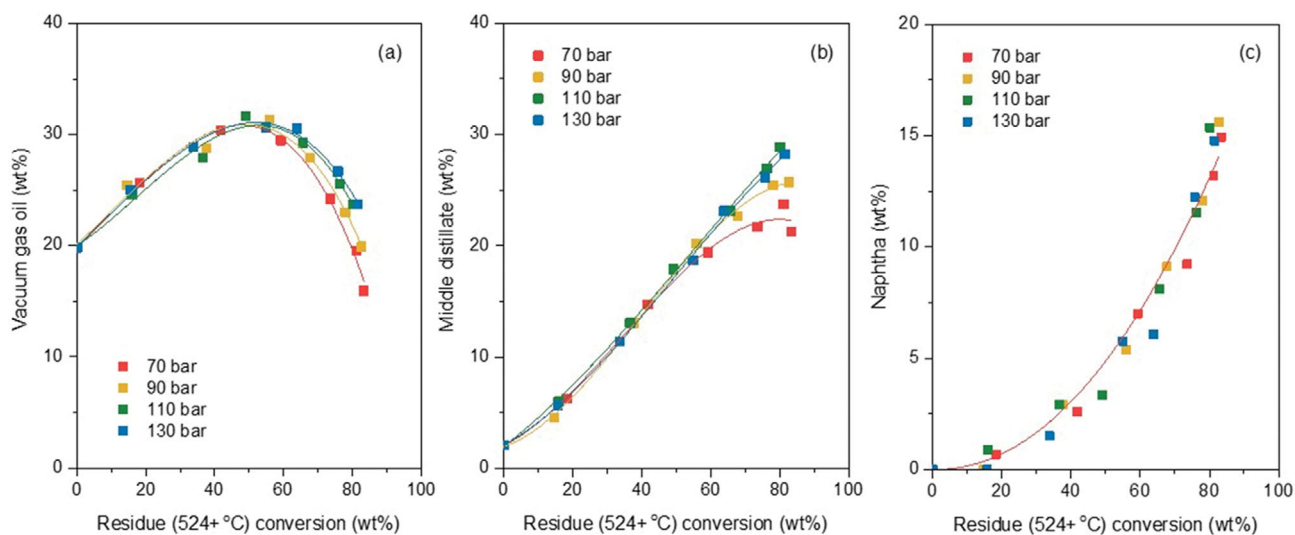 40
30
20
10
0
Vacuum gas oil (wt%)
(a)
70 bar
90 bar
110 bar
130 bar
0 20 40 60 80 100
Residue (524+ °C) conversion (wt%)
40
30
20
10
0
Middle distillate (wt%)
(b)
70 bar
90 bar
110 bar
130 bar
0 20 40 60 80 100
Residue (524+ °C) conversion (wt%)
20
15
10
5
0
Naphtha (wt%)
(c)
70 bar
90 bar
110 bar
130 bar
0 20 40 60 80 100
Residue (524+ °C) conversion (wt%)